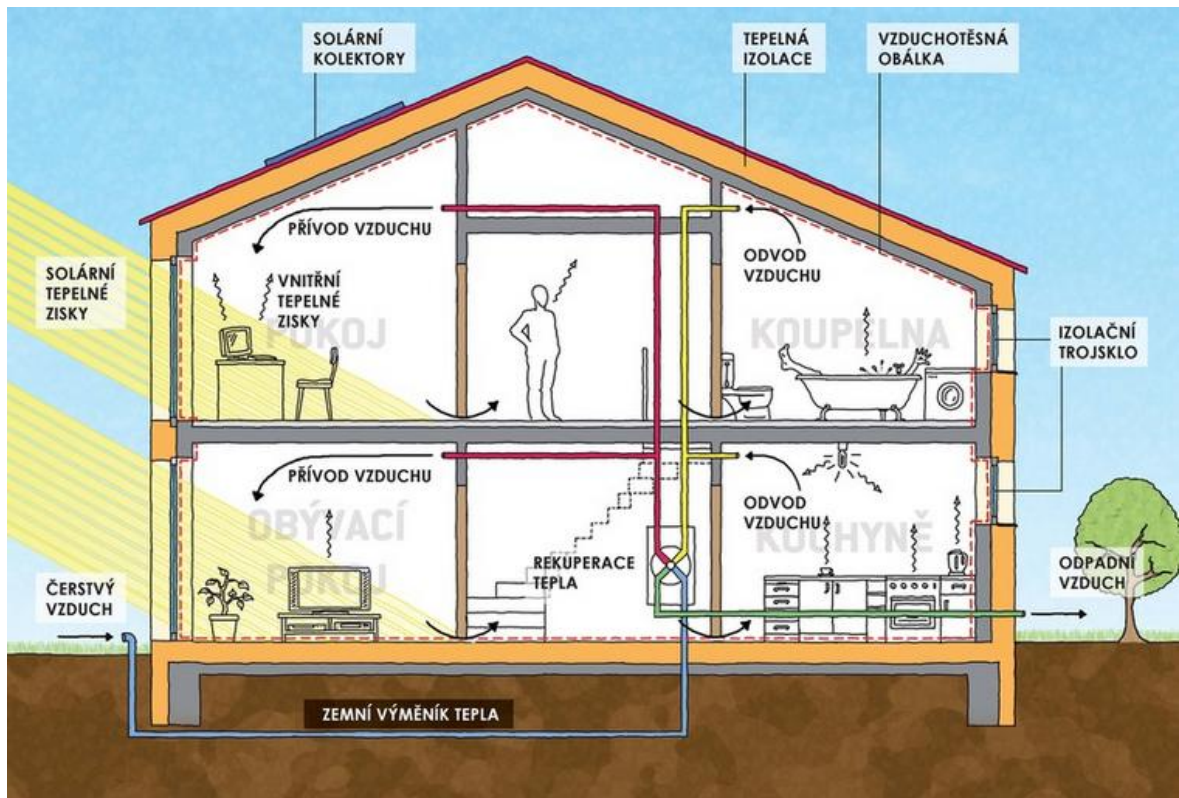 SOLÁRNÍ
KOLEKTORY
TEPELNÁ
IZOLACE
VZDUCHOTĚSNÁ
OBÁLKA
PŘÍVOD VZDUCHU
ODVOD
VZDUCHU
SOLÁRNÍ
TEPELNÉ
ZISKY
VNITŘNÍ
TEPELNÉ
ZISKY
POKOJ
KOUPELNA
IZOLAČNÍ
TROJSKLO
PŘÍVOD VZDUCHU
ODVOD
VZDUCHU
OBÝVACÍ
POKOJ
KUCHYNĚ
REKUPERACE
TEPLA
ČERSTVÝ
VZDUCH
ODPADNÍ
VZDUCH
ZEMNÍ VÝMĚNÍK TEPLA